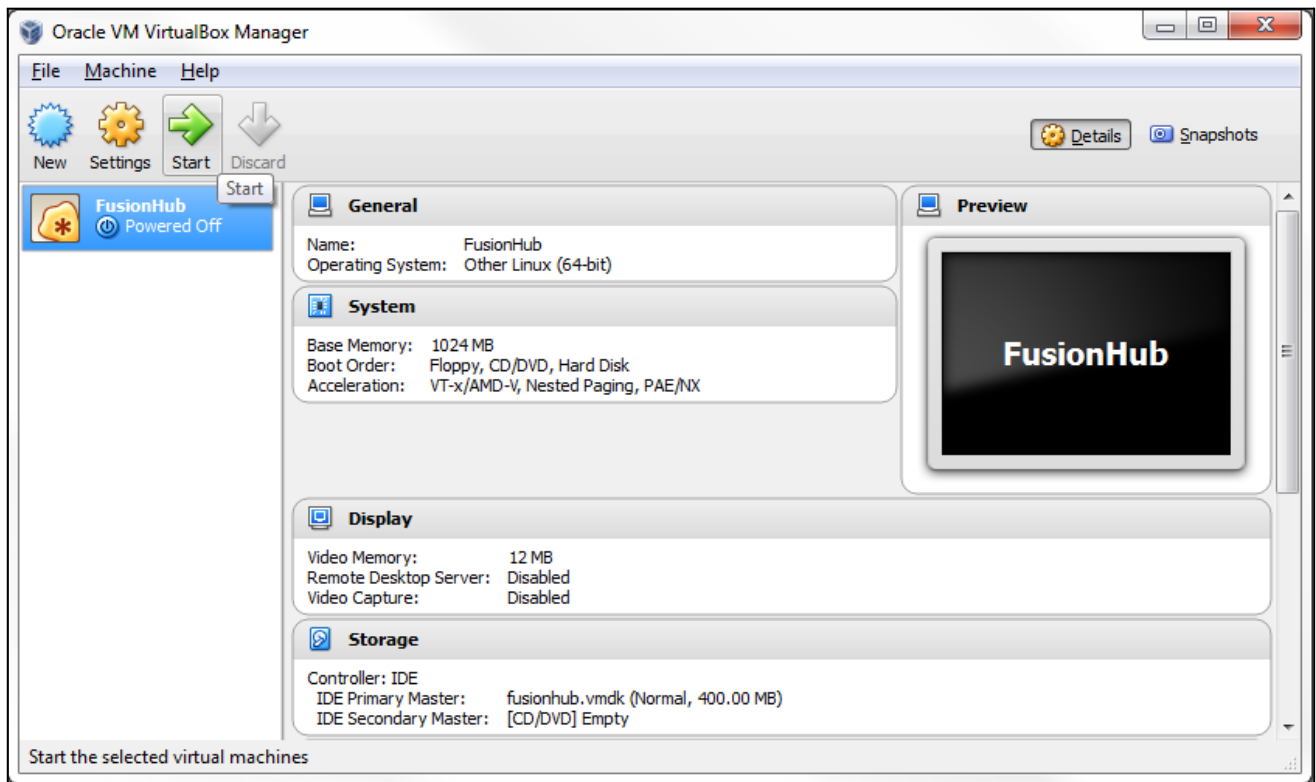 Oracle VM VirtualBox Manager
File Machine Help
New Settings Start Discard
Details Snapshots
Start
FusionHub
Powered Off
General
Name: FusionHub
Operating System: Other Linux (64-bit)
System
Base Memory: 1024 MB
Boot Order: Floppy, CD/DVD, Hard Disk
Acceleration: VT-x/AMD-V, Nested Paging, PAE/NX
Preview
FusionHub
Display
Video Memory: 12 MB
Remote Desktop Server: Disabled
Video Capture: Disabled
Storage
Controller: IDE
IDE Primary Master: fusionhub.vmdk (Normal, 400.00 MB)
IDE Secondary Master: [CD/DVD] Empty
Start the selected virtual machines